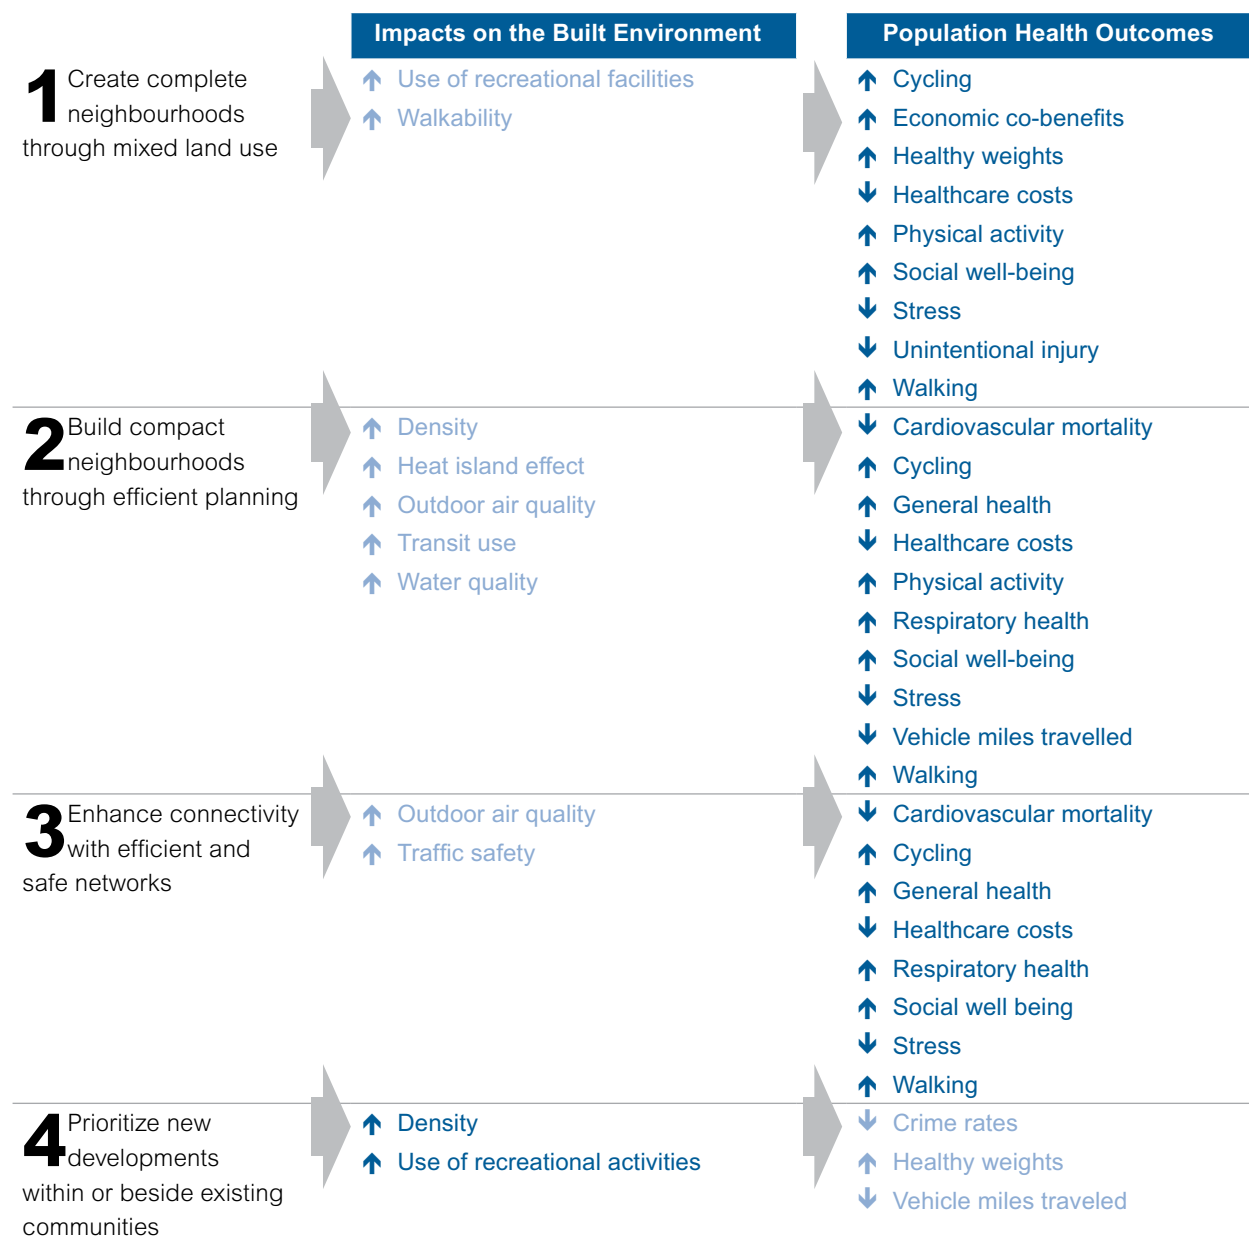 Impacts on the Built Environment
Population Health Outcomes
1 Create complete
neighbourhoods
through mixed land use
Use of recreational facilities
Walkability
Cycling
Economic co-benefits
Healthy weights
Healthcare costs
Physical activity
Social well-being
Stress
Unintentional injury
Walking
2 Build compact
neighbourhoods
through efficient planning
Density
Heat island effect
Outdoor air quality
Transit use
Water quality
Cardiovascular mortality
Cycling
General health
Healthcare costs
Physical activity
Respiratory health
Social well-being
Stress
Vehicle miles travelled
Walking
3 Enhance connectivity
with efficient and
safe networks
Outdoor air quality
Traffic safety
Cardiovascular mortality
Cycling
General health
Healthcare costs
Respiratory health
Social well being
Stress
Walking
4 Prioritize new
developments
within or beside existing
communities
Density
Use of recreational activities
Crime rates
Healthy weights
Vehicle miles traveled